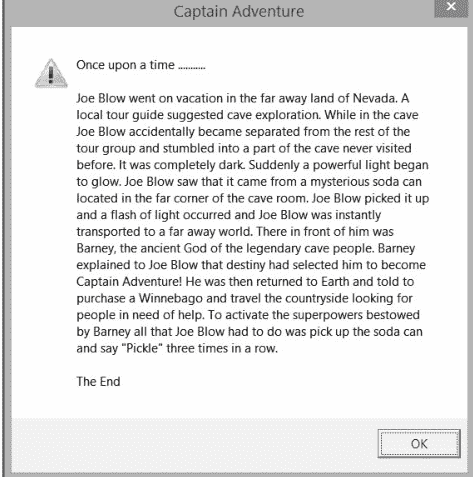 Captain Adventure
Once upon a time ...........
Joe Blow went on vacation in the far away land of Nevada. A
local tour guide suggested cave exploration. While in the cave
Joe Blow accidentally became separated from the rest of the
tour group and stumbled into a part of the cave never visited
before. It was completely dark. Suddenly a powerful light began
to glow. Joe Blow saw that it came from a mysterious soda can
located in the far corner of the cave room. Joe Blow picked it up
and a flash of light occurred and Joe Blow was instantly
transported to a far away world. There in front of him was
Barney, the ancient God of the legendary cave people. Barney
explained to Joe Blow that destiny had selected him to become
Captain Adventure! He was then returned to Earth and told to
purchase a Winnebago and travel the countryside looking for
people in need of help. To activate the superpowers bestowed
by Barney all that Joe Blow had to do was pick up the soda can
and say "Pickle" three times in a row.
The End
OK